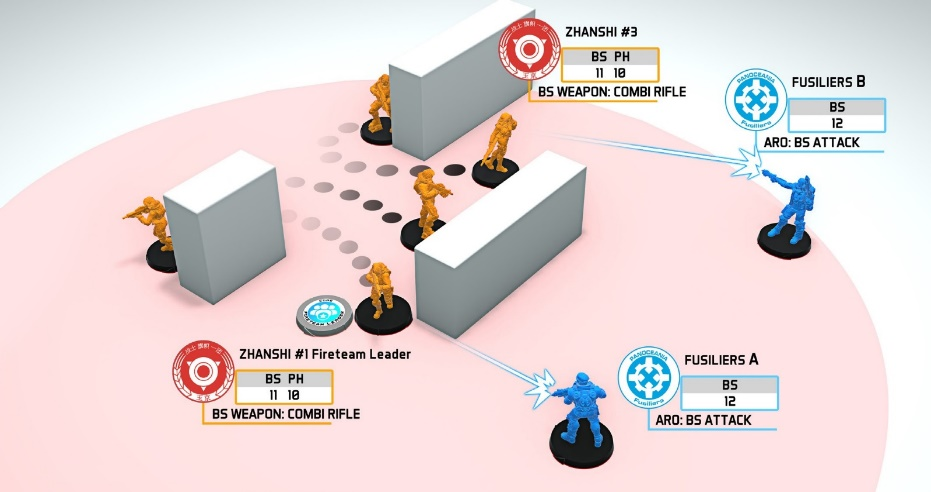 ZHANSHI #3
BS PH
11 10
BS WEAPON: COMBI RIFLE
PANOCEANIA
Fusiliers
FUSILIERS B
BS
12
ARO: BS ATTACK
ZHANSHI #1 Fireteam Leader
BS PH
11 10
BS WEAPON: COMBI RIFLE
PANOCEANIA
Fusiliers
FUSILIERS A
BS
12
ARO: BS ATTACK